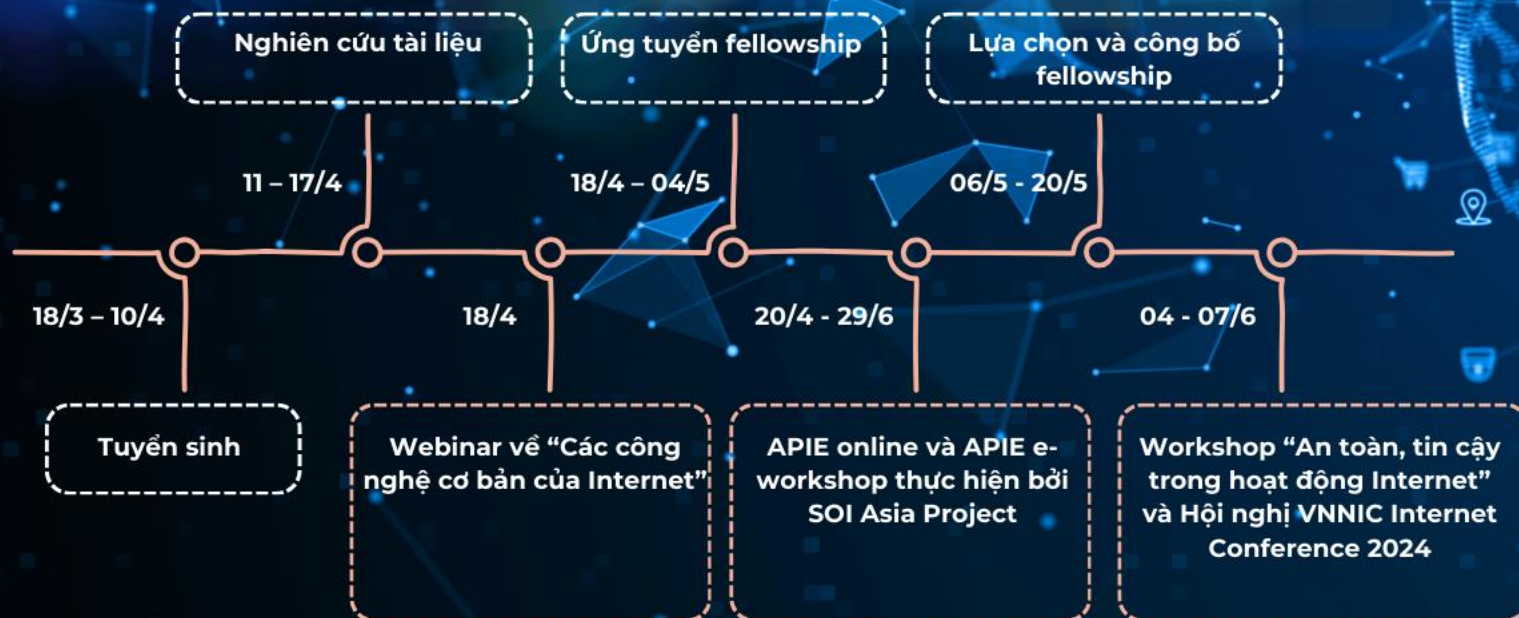 Nghiên cứu tài liệu
Ứng tuyển fellowship
Lựa chọn và công bố
fellowship
11 – 17/4
18/4 – 04/5
06/5 - 20/5
18/3 – 10/4
18/4
20/4 - 29/6
04 - 07/6
Tuyển sinh
Webinar về “Các công
nghệ cơ bản của Internet”
APIE online và APIE e-
workshop thực hiện bởi
SOI Asia Project
Workshop “An toàn, tin cậy
trong hoạt động Internet”
và Hội nghị VNNIC Internet
Conference 2024